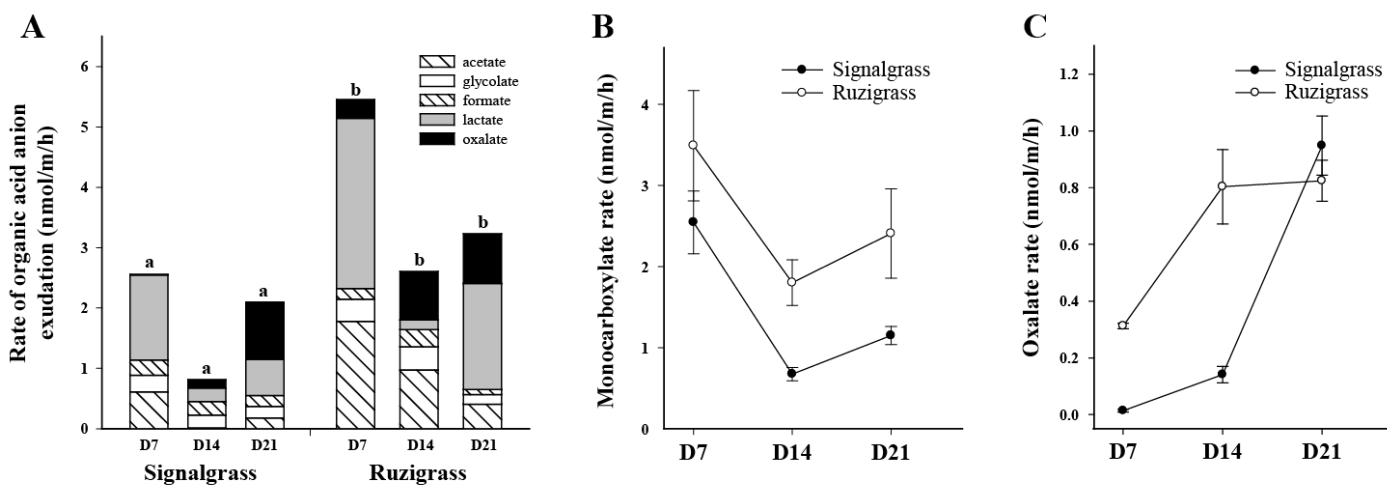 A
Rate of organic acid anion
exudation (nmol/m/h)
6
5
4
3
2
1
0
acetate
glycolate
formate
lactate
oxalate
a
a
a
b
b
b
D7
D14
D21
D7
D14
D21
Signalgrass
Ruzigrass
B
Monocarboxylate rate (nmol/m/h)
4
3
2
1
0
Signalgrass
Ruzigrass
D7
D14
D21
C
Oxalate rate (nmol/m/h)
1.2
1.0
0.8
0.6
0.4
0.2
0.0
Signalgrass
Ruzigrass
D7
D14
D21